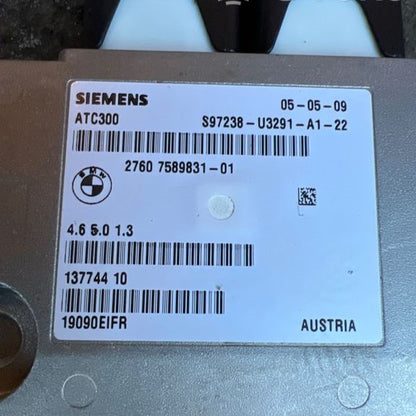 SIEMENS 05-05-09
ATC300 S97238-U3291-A1-22
2760 7589831-01
BMW
4.6 5.0 1.3
137744 10
19090EIFR AUSTRIA